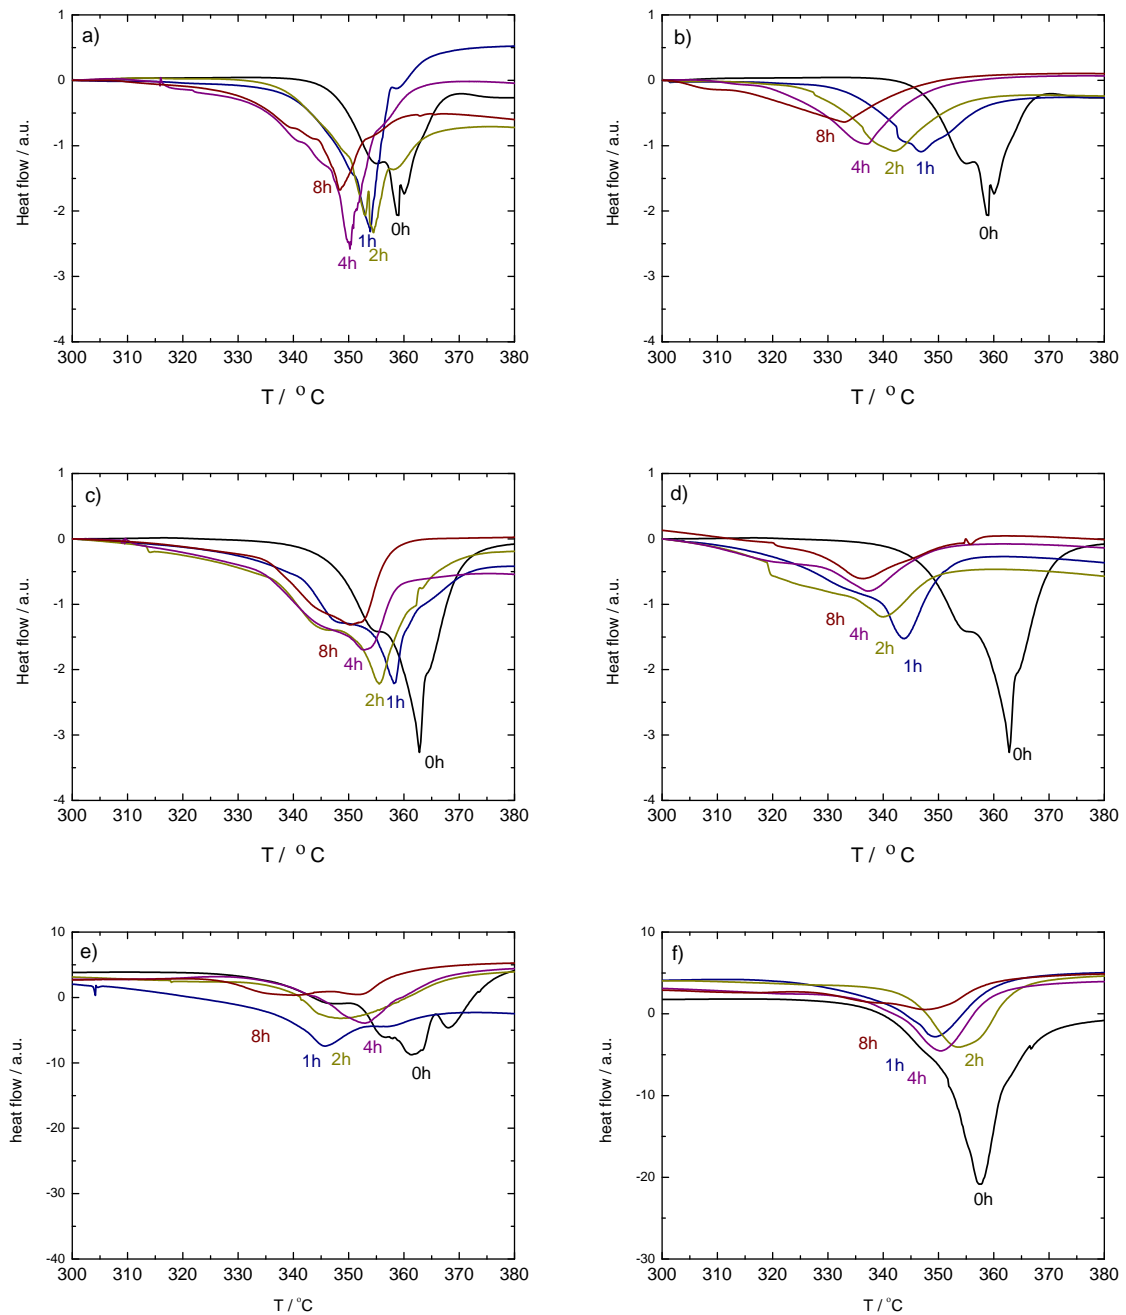 a)
1
0
-1
-2
-3
-4
Heat flow / a.u.
8h
4h
1h
2h
0h
300 310 320 330 340 350 360 370 380
T / °C
b)
1
0
-1
-2
-3
-4
Heat flow / a.u.
8h
4h
2h
1h
0h
300 310 320 330 340 350 360 370 380
T / °C
c)
1
0
-1
-2
-3
-4
Heat flow / a.u.
8h
4h
2h
1h
0h
300 310 320 330 340 350 360 370 380
T / °C
d)
1
0
-1
-2
-3
-4
Heat flow / a.u.
8h
4h
2h
1h
0h
300 310 320 330 340 350 360 370 380
T / °C
e)
10
0
-10
-20
-30
-40
heat flow / a.u.
8h
1h
2h
4h
0h
300 310 320 330 340 350 360 370 380
T / °C
f)
10
0
-10
-20
-30
heat flow / a.u.
8h
1h
4h
2h
0h
300 310 320 330 340 350 360 370 380
T / °C